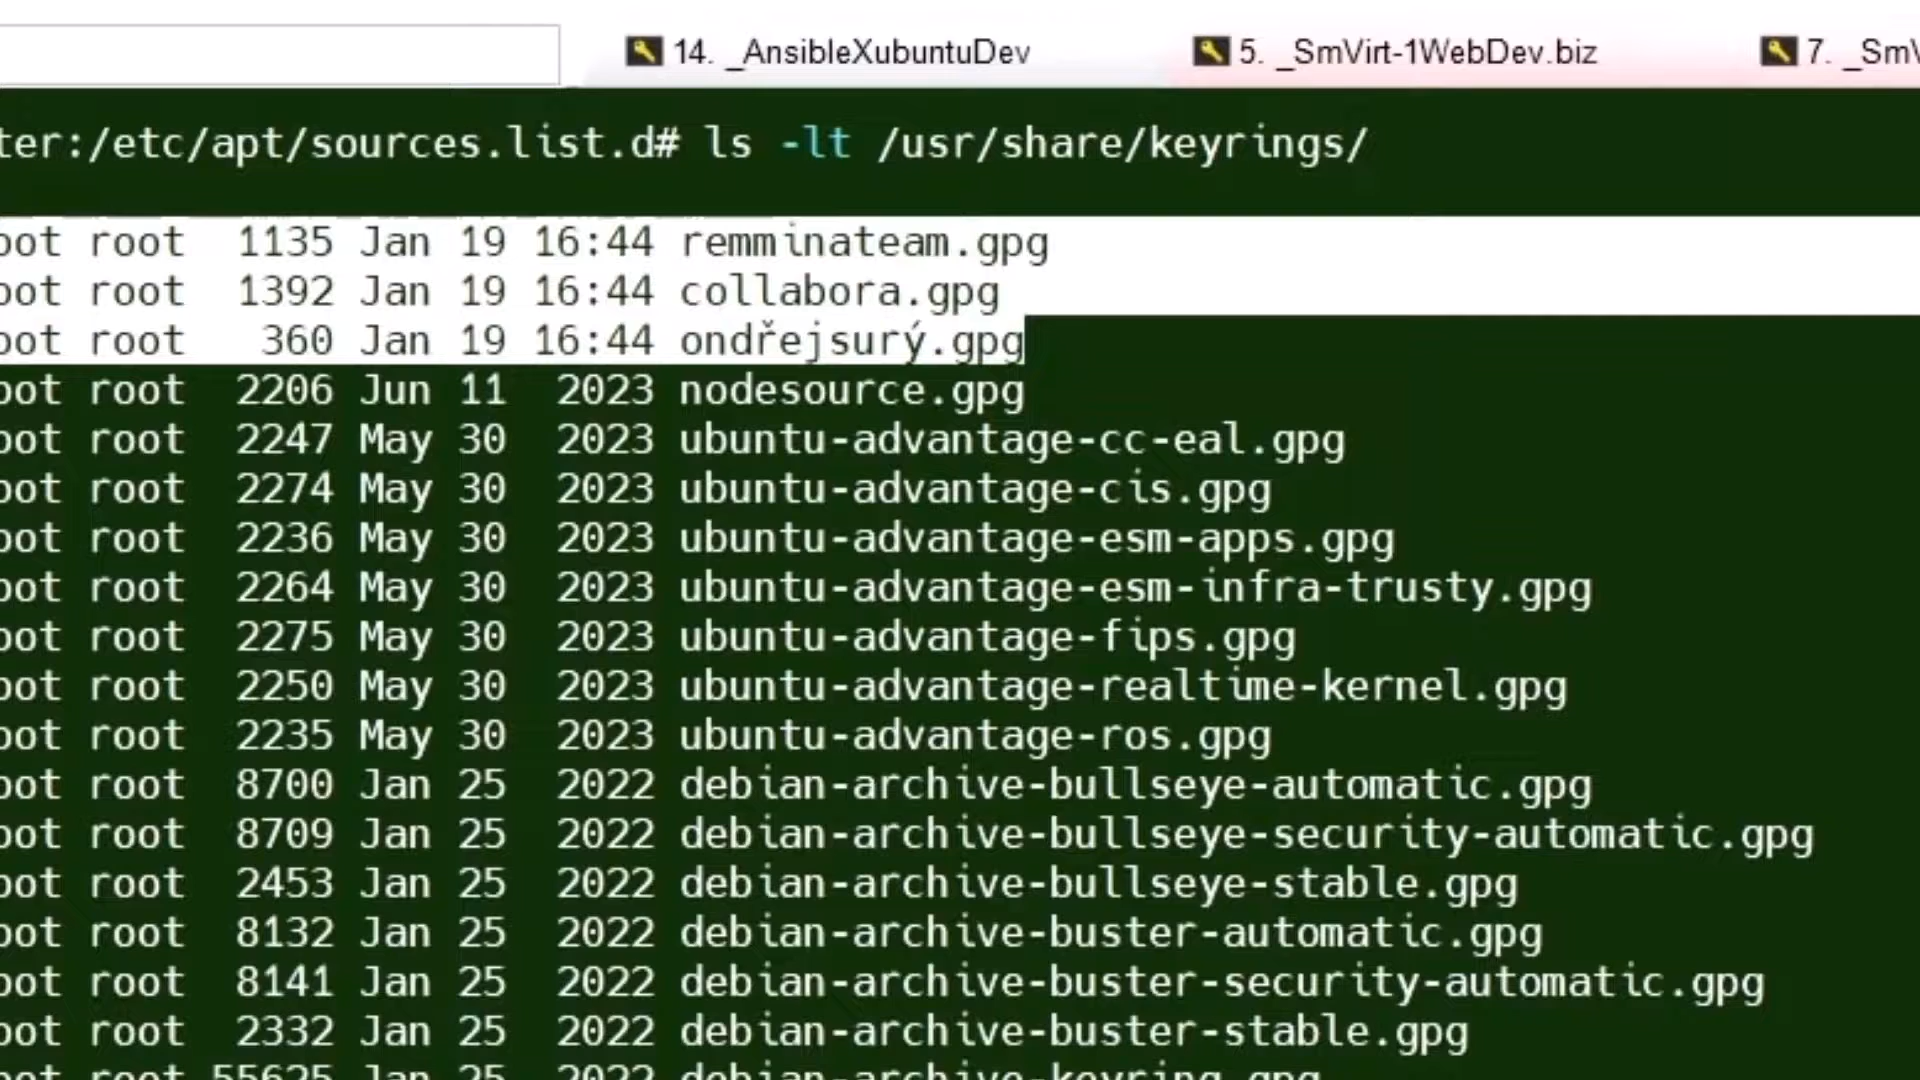 14. _AnsibleXubuntuDev 5. _SmVirt-1WebDev.biz 7. _SmV
ter:/etc/apt/sources.list.d# ls -lt /usr/share/keyrings/
oot root 1135 Jan 19 16:44 remminateam.gpg
oot root 1392 Jan 19 16:44 collabora.gpg
oot root 360 Jan 19 16:44 ondřejsurý.gpg
oot root 2206 Jun 11 2023 nodesource.gpg
oot root 2247 May 30 2023 ubuntu-advantage-cc-eal.gpg
oot root 2274 May 30 2023 ubuntu-advantage-cis.gpg
oot root 2236 May 30 2023 ubuntu-advantage-esm-apps.gpg
oot root 2264 May 30 2023 ubuntu-advantage-esm-infra-trusty.gpg
oot root 2275 May 30 2023 ubuntu-advantage-fips.gpg
oot root 2250 May 30 2023 ubuntu-advantage-realtime-kernel.gpg
oot root 2235 May 30 2023 ubuntu-advantage-ros.gpg
oot root 8700 Jan 25 2022 debian-archive-bullseye-automatic.gpg
oot root 8709 Jan 25 2022 debian-archive-bullseye-security-automatic.gpg
oot root 2453 Jan 25 2022 debian-archive-bullseye-stable.gpg
oot root 8132 Jan 25 2022 debian-archive-buster-automatic.gpg
oot root 8141 Jan 25 2022 debian-archive-buster-security-automatic.gpg
oot root 2332 Jan 25 2022 debian-archive-buster-stable.gpg
oot root 55625 Jan 25 2022 debian-archive-keyring.gpg